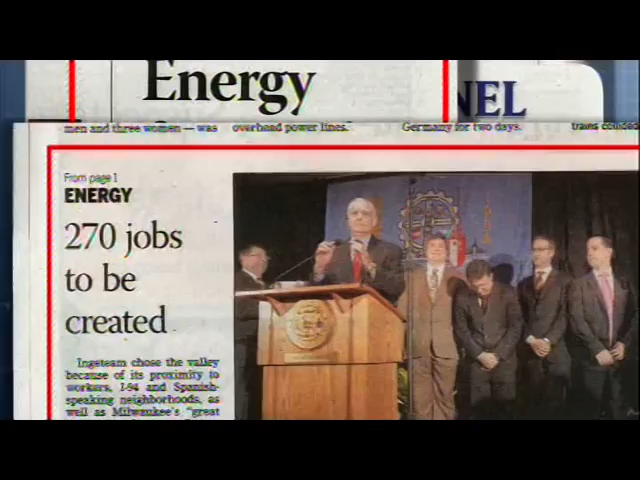 Energy
NEL
men and three women — was overhead power lines." Germany for two days.
From page 1
ENERGY
270 jobs
to be
created
Ingeteam chose the valley
because of its proximity to
workers, I-94 and Spanish-
speaking neighborhoods, as
well as Milwaukee's "great